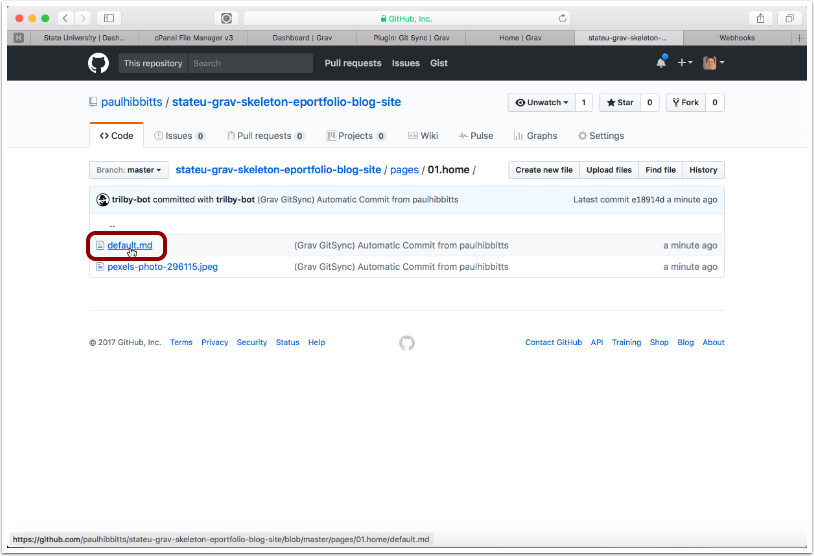 GitHub, Inc.
H State University | Dash... cPanel File Manager v3 Dashboard | Grav Plugin: Git Sync | Grav Home | Grav stateu-grav-skeleton-... Webhooks +
This repository Search Pull requests Issues Gist
paulhibbitts / stateu-grav-skeleton-eportfolio-blog-site Unwatch 1 Star 0 Fork 0
Code Issues 0 Pull requests 0 Projects 0 Wiki Pulse Graphs Settings
Branch: master stateu-grav-skeleton-eportfolio-blog-site / pages / 01.home / Create new file Upload files Find file History
trilby-bot committed with trilby-bot (Grav GitSync) Automatic Commit from paulhibbitts Latest commit e18914d a minute ago
..
default.md (Grav GitSync) Automatic Commit from paulhibbitts a minute ago
pexels-photo-296115.jpeg (Grav GitSync) Automatic Commit from paulhibbitts a minute ago
© 2017 GitHub, Inc. Terms Privacy Security Status Help Contact GitHub API Training Shop Blog About
https://github.com/paulhibbitts/stateu-grav-skeleton-eportfolio-blog-site/blob/master/pages/01.home/default.md